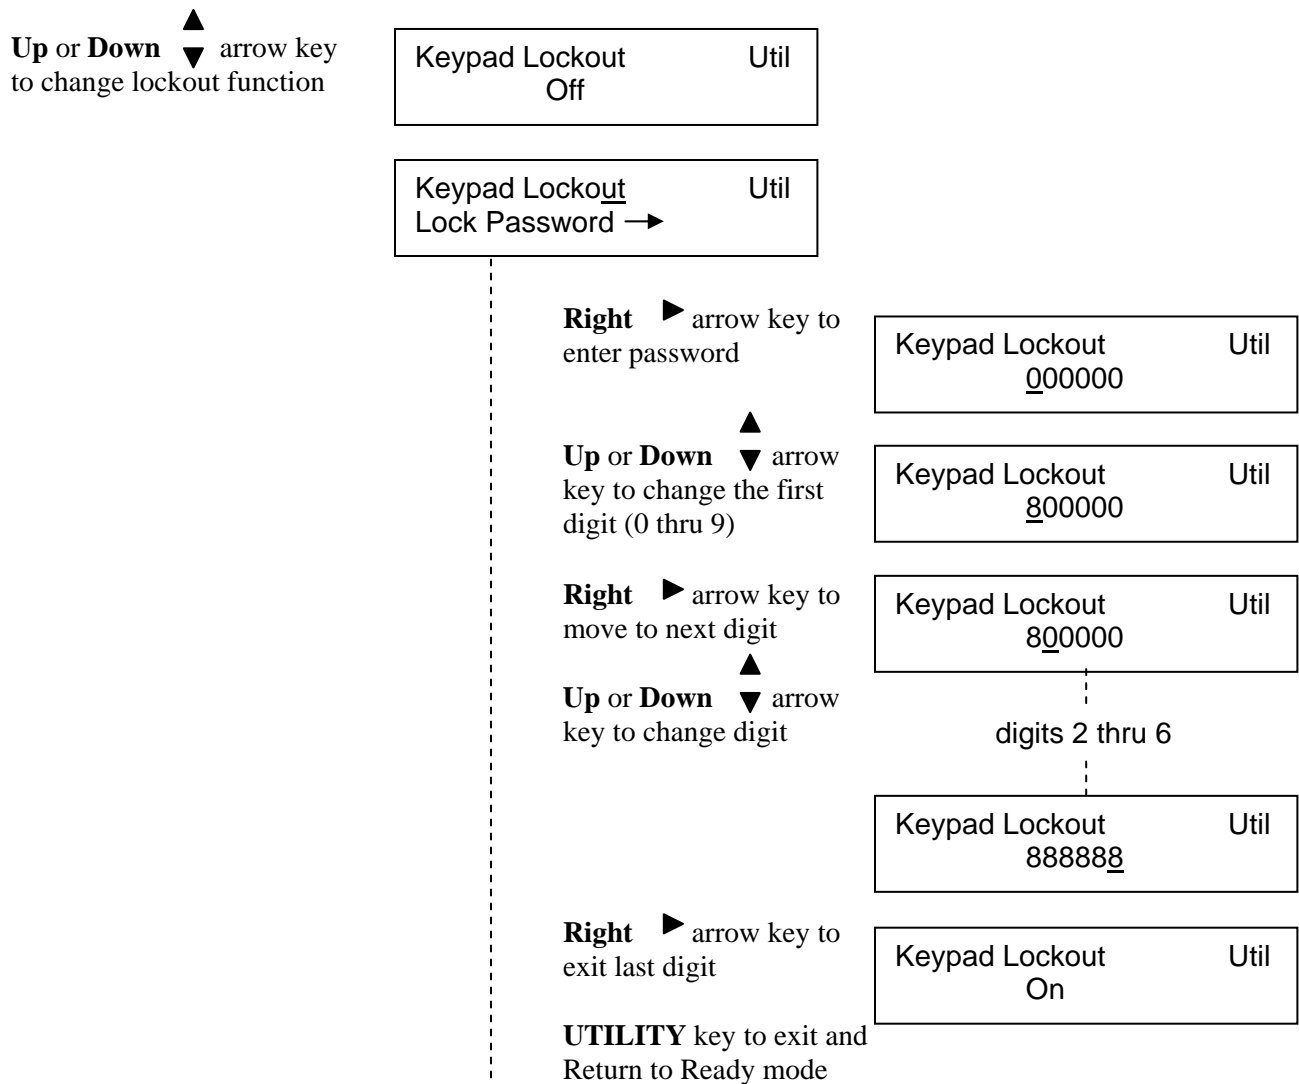 Up or Down ▲▼ arrow key
to change lockout function
Keypad Lockout Util
Off
Keypad Lockout Util
Lock Password →
Right ► arrow key to
enter password
Keypad Lockout Util
000000
Up or Down ▲▼ arrow
key to change the first
digit (0 thru 9)
Keypad Lockout Util
800000
Right ► arrow key to
move to next digit
Keypad Lockout Util
800000
Up or Down ▲▼ arrow
key to change digit
digits 2 thru 6
Keypad Lockout Util
888888
Right ► arrow key to
exit last digit
Keypad Lockout Util
On
UTILITY key to exit and
Return to Ready mode